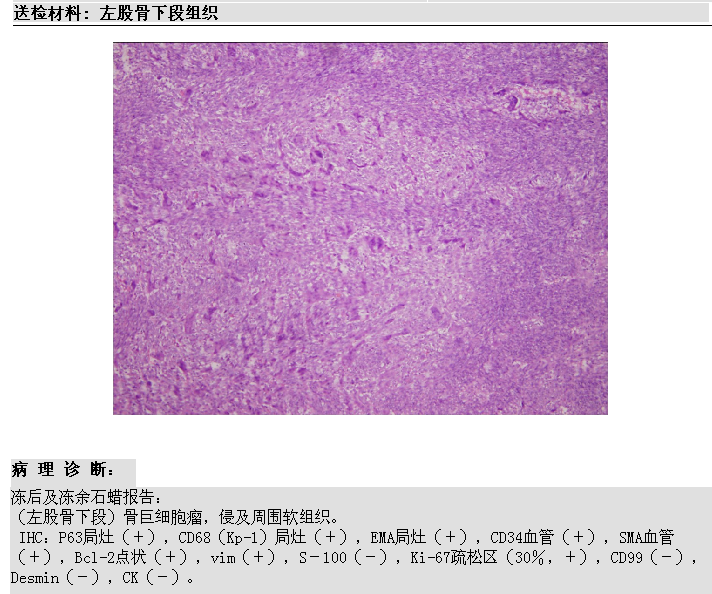 送检材料: 左股骨下段组织
病 理 诊 断:
冻后及冻余石蜡报告:
(左股骨下段)骨巨细胞瘤, 侵及周围软组织。
IHC: P63局灶(+), CD68(Kp-1)局灶(+), EMA局灶(+), CD34血管(+), SMA血管
(+), Bcl-2点状(+), vim(+), S-100(-), Ki-67疏松区(30%, +), CD99(-),
Desmin(-), CK(-)。